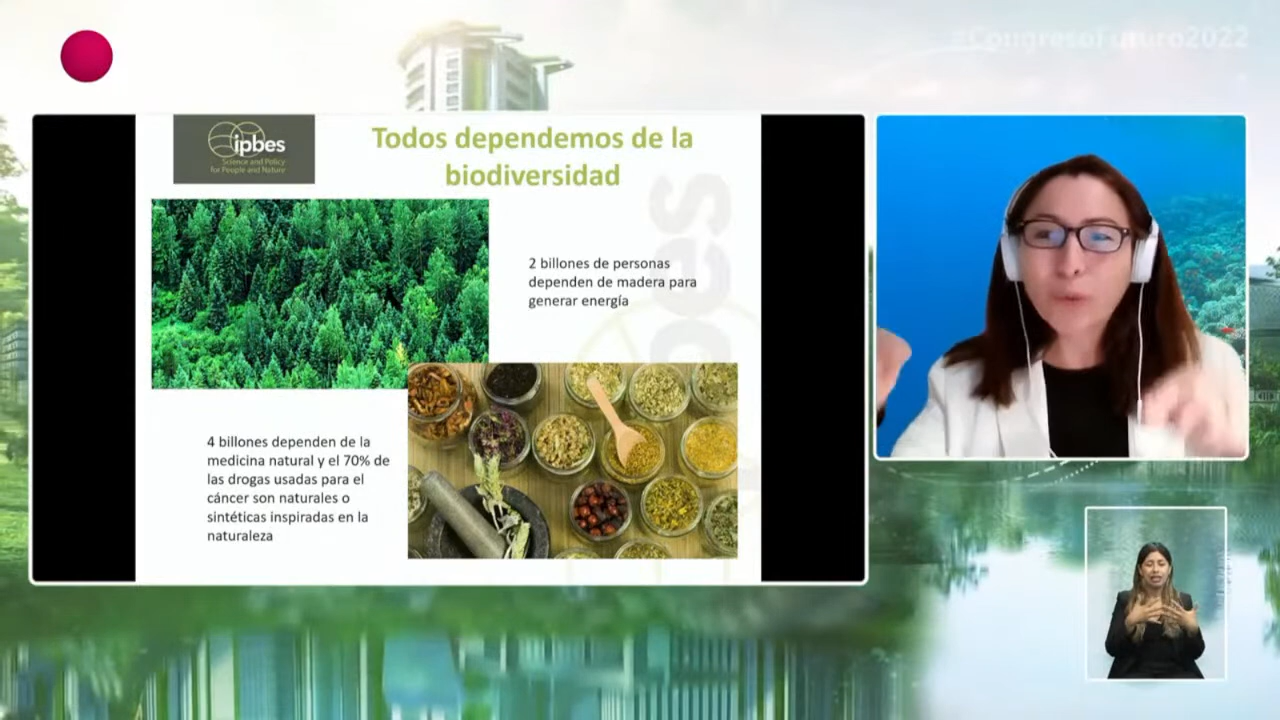 #CongresoFuturo2022
ipbes
Science and Policy
for People and Nature
Todos dependemos de la
biodiversidad
2 billones de personas
dependen de madera para
generar energía
4 billones dependen de la
medicina natural y el 70% de
las drogas usadas para el
cáncer son naturales o
sintéticas inspiradas en la
naturaleza